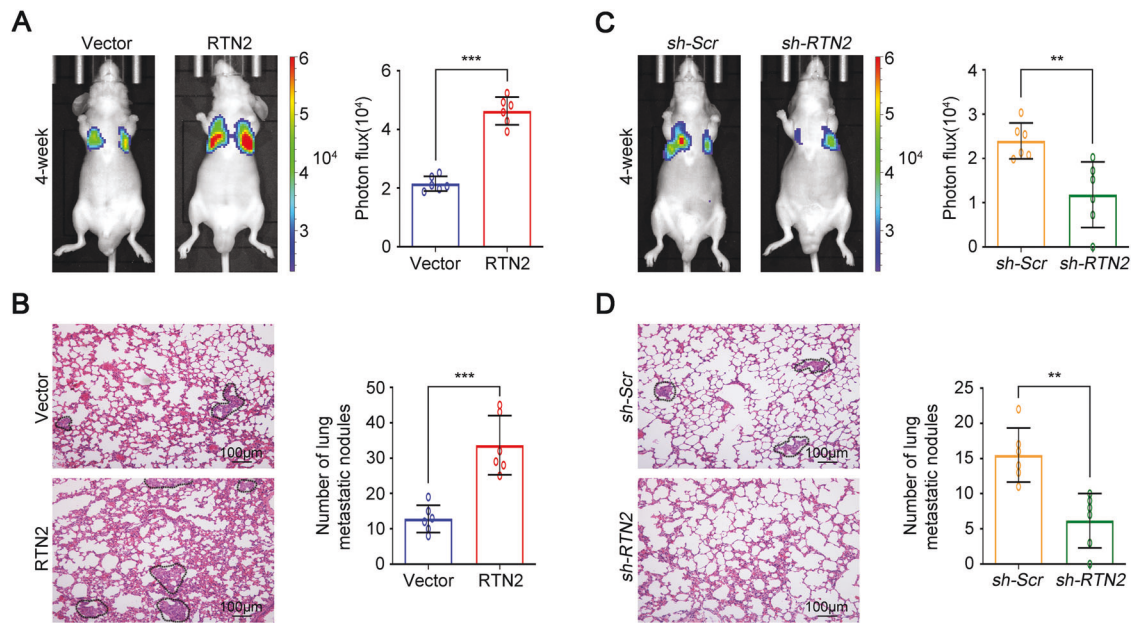 A
Vector
RTN2
4-week
6
5
10⁴
4
3
Photon flux(10⁴)
6
4
2
0
***
Vector
RTN2
B
Vector
100μm
RTN2
100μm
Number of lung
metastatic nodules
50
40
30
20
10
0
***
Vector
RTN2
C
sh-Scr
sh-RTN2
4-week
6
5
10⁴
4
3
Photon flux(10⁴)
4
3
2
1
0
**
sh-Scr
sh-RTN2
D
sh-Scr
100μm
sh-RTN2
100μm
Number of lung
metastatic nodules
25
20
15
10
5
0
**
sh-Scr
sh-RTN2